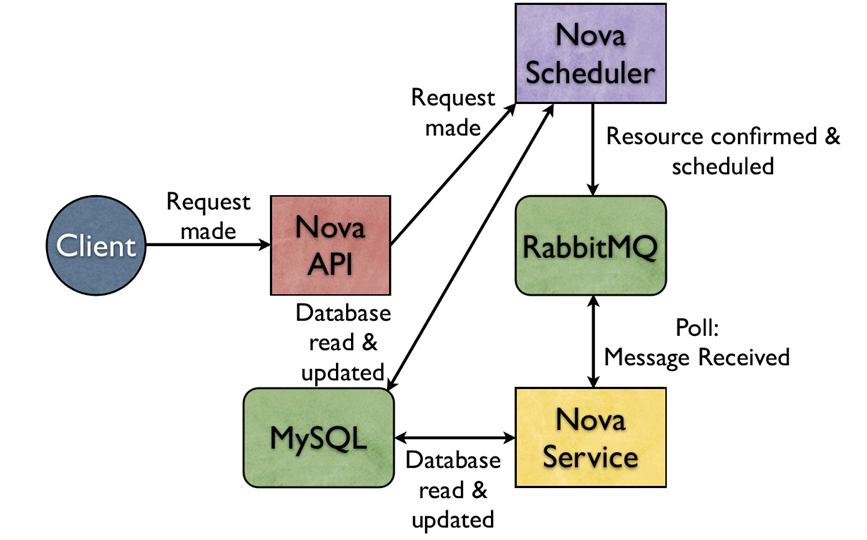 Nova
Scheduler
Request
made
Resource confirmed &
scheduled
Request
made
Client
Nova
API
RabbitMQ
Database
read &
updated
Poll:
Message Received
MySQL
Nova
Service
Database
read &
updated